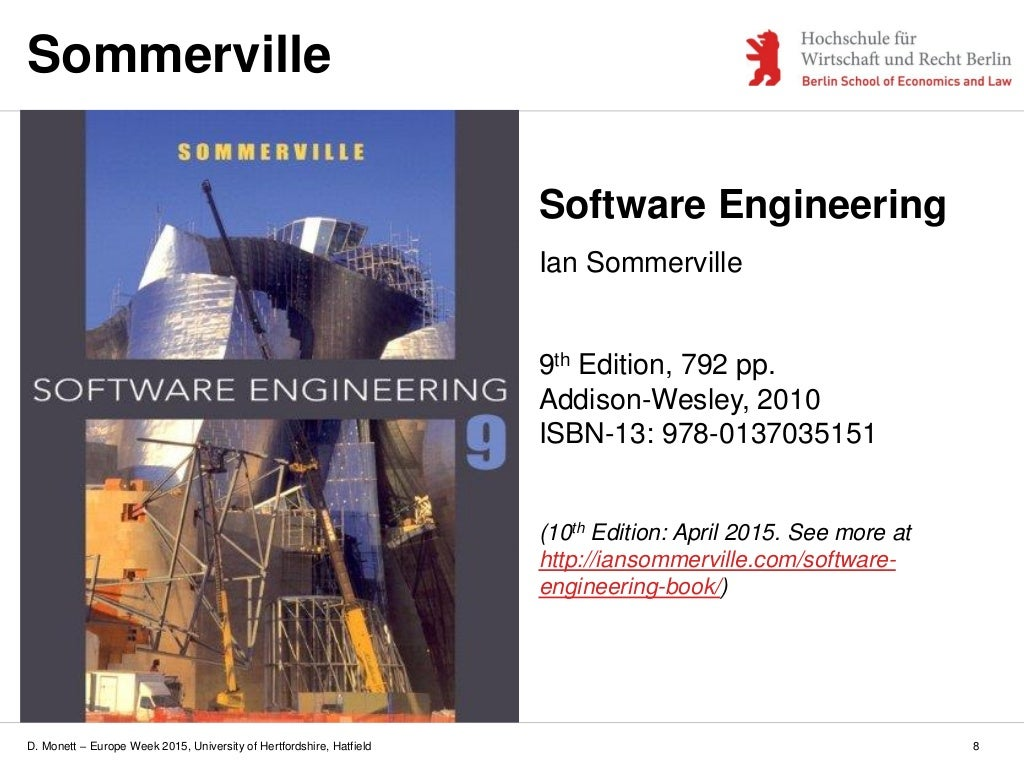 Sommerville
Hochschule für
Wirtschaft und Recht Berlin
Berlin School of Economics and Law
SOMMERVILLE
SOFTWARE ENGINEERING
9
Software Engineering
Ian Sommerville
9th Edition, 792 pp.
Addison-Wesley, 2010
ISBN-13: 978-0137035151
(10th Edition: April 2015. See more at
http://iansommerville.com/software-
engineering-book/)
D. Monett – Europe Week 2015, University of Hertfordshire, Hatfield
8